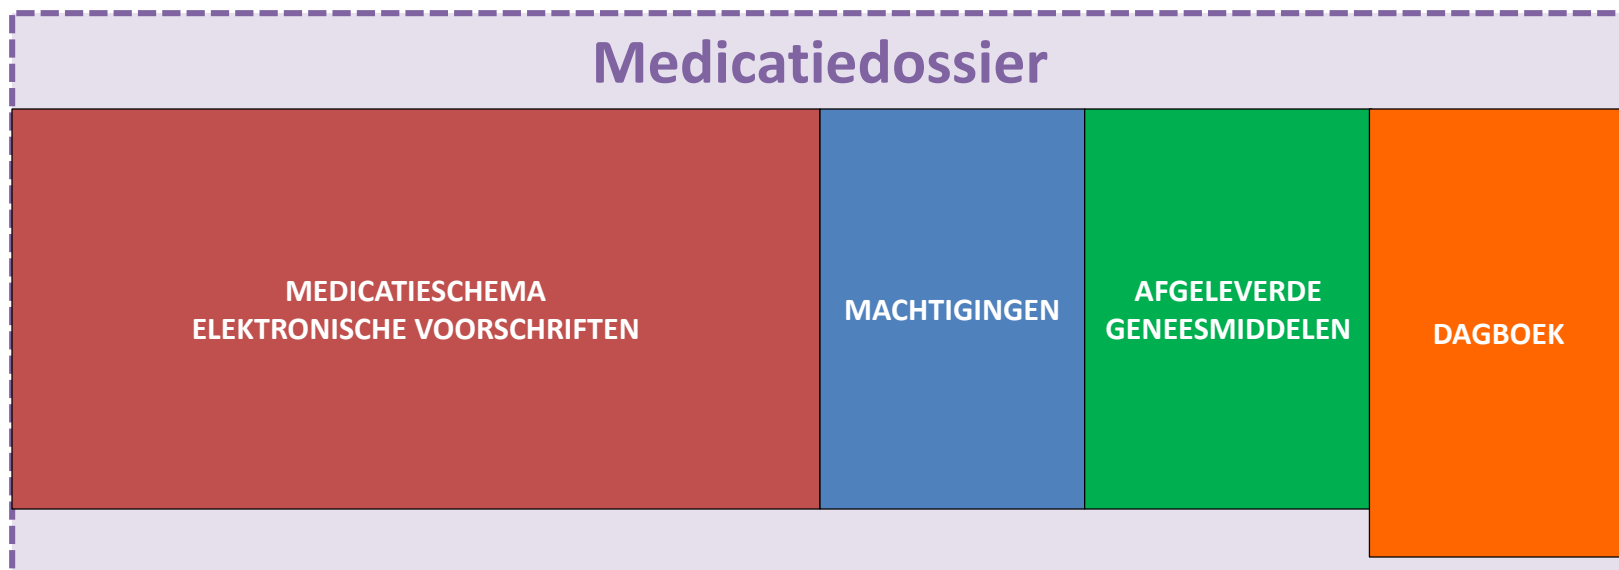 Medicatiedossier
MEDICATIESCHEMA
ELEKTRONISCHE VOORSCHRIFTEN
MACHTIGINGEN
AFGELEVERDE
GENEESMIDDELEN
DAGBOEK